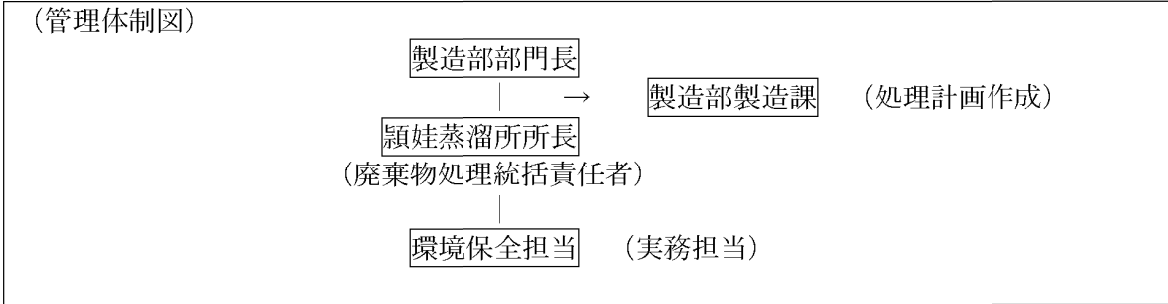 （管理体制図）
製造部部門長
→ 製造部製造課 （処理計画作成）
頴娃蒸溜所所長
（廃棄物処理統括責任者）
環境保全担当 （実務担当）